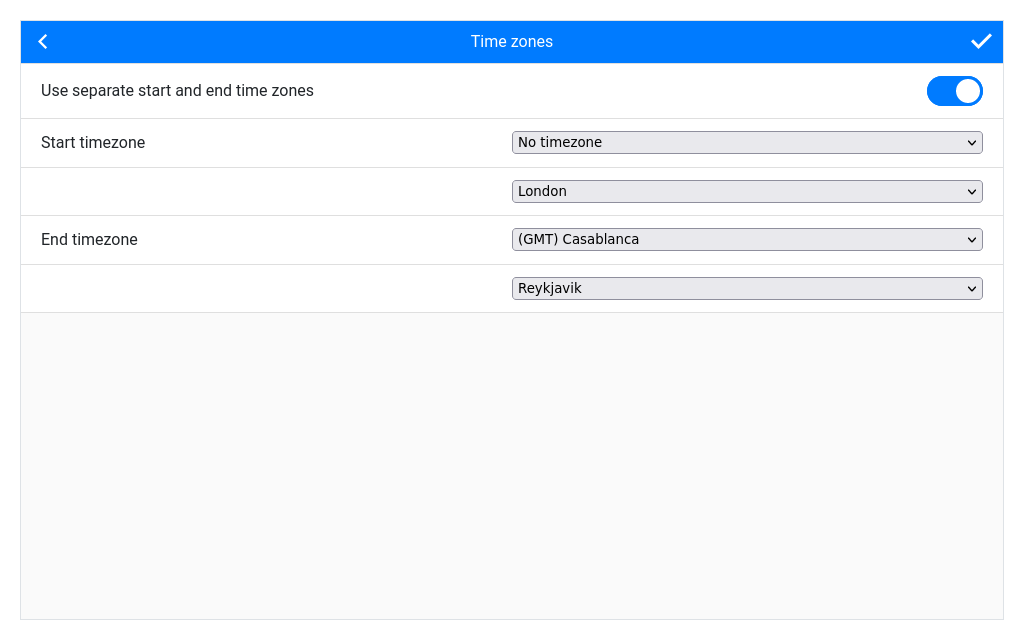 Time zones
Use separate start and end time zones
Start timezone
No timezone
London
End timezone
(GMT) Casablanca
Reykjavik